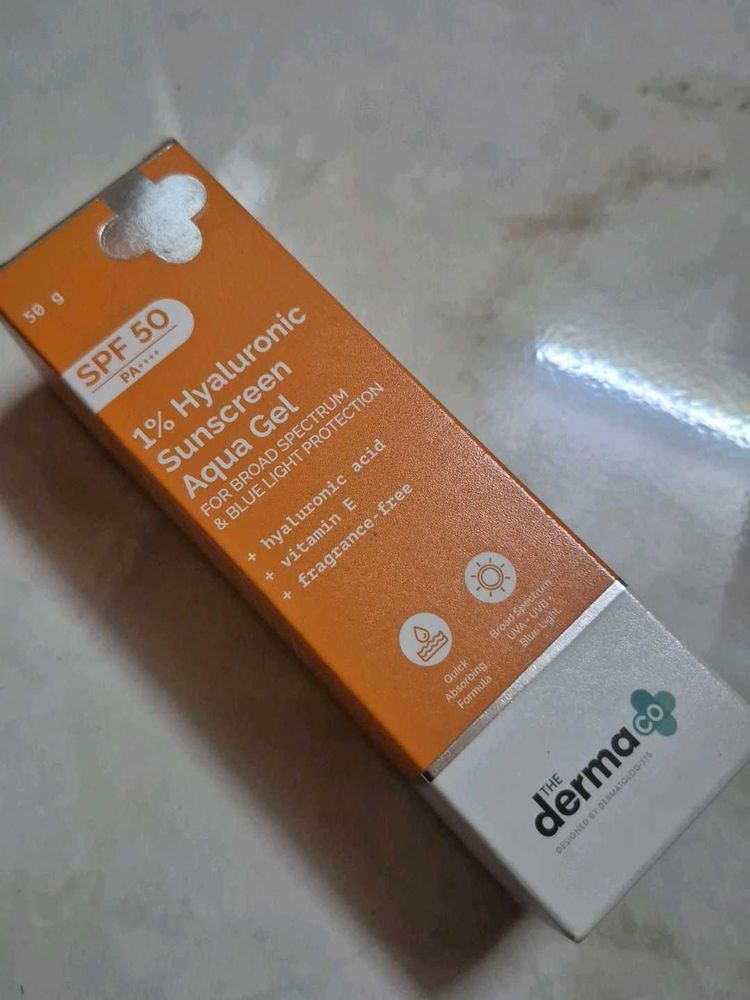 50 g
SPF 50
PA++++
1% Hyaluronic
Sunscreen
Aqua Gel
FOR BROAD SPECTRUM
& BLUE LIGHT PROTECTION
+ hyaluronic acid
+ vitamin E
+ fragrance-free
Quick
Absorbing
Formula
Broad Spectrum
UVA + UVB +
Blue Light
THE
derma co
DESIGNED BY DERMATOLOGISTS